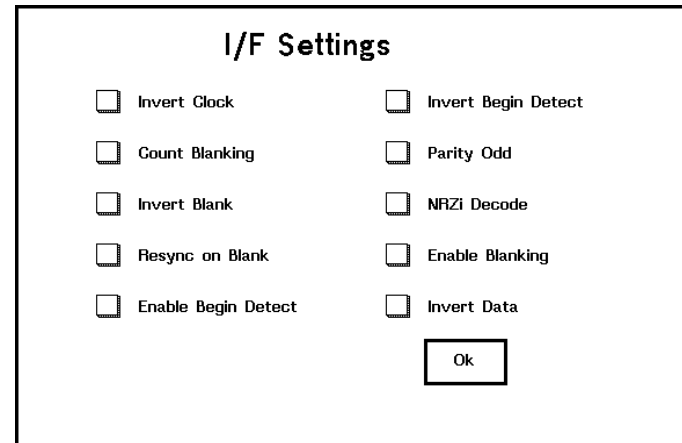 I/F Settings
Invert Clock
Invert Begin Detect
Count Blanking
Parity Odd
Invert Blank
NRZi Decode
Resync on Blank
Enable Blanking
Enable Begin Detect
Invert Data
Ok